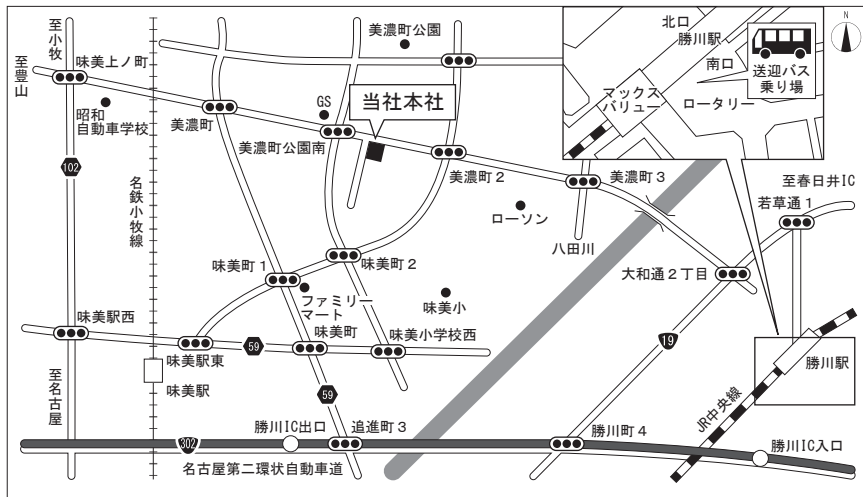 至小牧
至豊山
味美上ノ町
昭和
自動車学校
102
名鉄小牧線
美濃町
美濃町公園
GS
当社本社
美濃町公園南
美濃町2
美濃町3
ローソン
八田川
北口
勝川駅
南口
送迎バス
乗り場
マックス
バリュー
ロータリー
N
至春日井IC
若草通1
大和通2丁目
味美町1
味美町2
ファミリー
マート
味美小
味美駅西
味美駅東
59
味美町
味美小学校西
19
勝川駅
JR中央線
至名古屋
味美駅
59
302
勝川IC出口
追進町3
勝川町4
勝川IC入口
名古屋第二環状自動車道